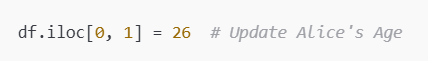 df.iloc[0, 1] = 26  # Update Alice's Age